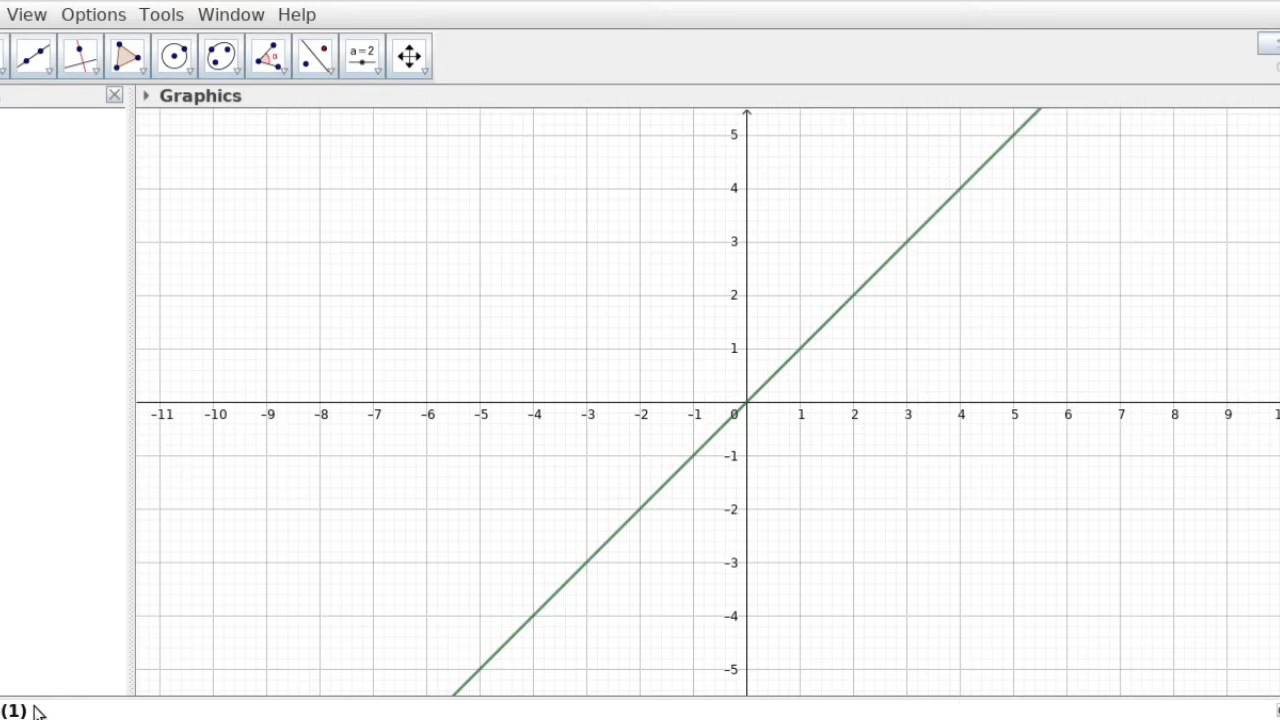 View Options Tools Window Help
a=2
Graphics
5
4
3
2
1
–11 –10 –9 –8 –7 –6 –5 –4 –3 –2 –1 0 1 2 3 4 5 6 7 8 9 1
–1
–2
–3
–4
–5
(1)